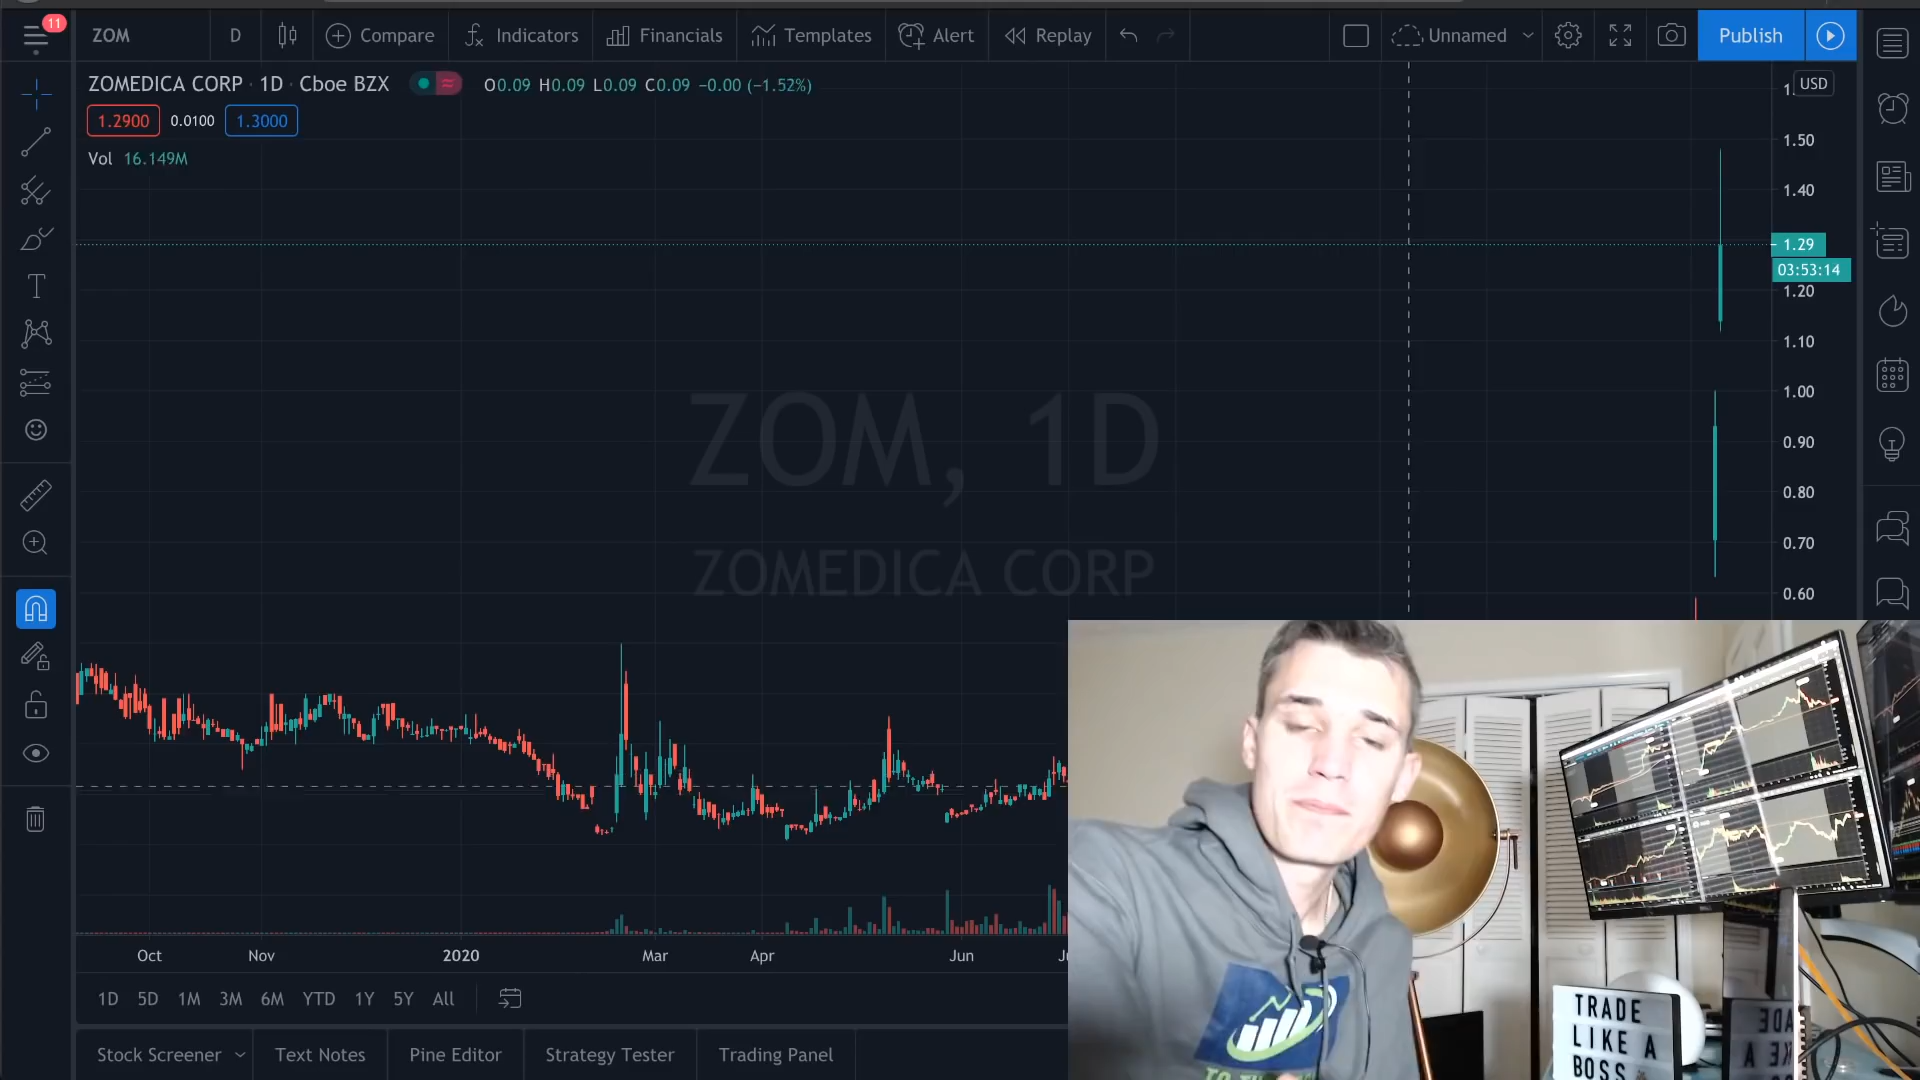 11
ZOM D Compare Indicators Financials Templates Alert Replay Unnamed Publish
ZOMEDICA CORP · 1D · Cboe BZX O0.09 H0.09 L0.09 C0.09 −0.00 (−1.52%)
USD
1.2900 0.0100 1.3000
Vol 16.149M
1.50
1.40
1.29
03:53:14
1.20
1.10
1.00
0.90
0.80
0.70
0.60
ZOM, 1D
ZOMEDICA CORP
Oct Nov 2020 Mar Apr Jun
1D 5D 1M 3M 6M YTD 1Y 5Y All
Stock Screener Text Notes Pine Editor Strategy Tester Trading Panel
TRADE
LIKE A
BOSS